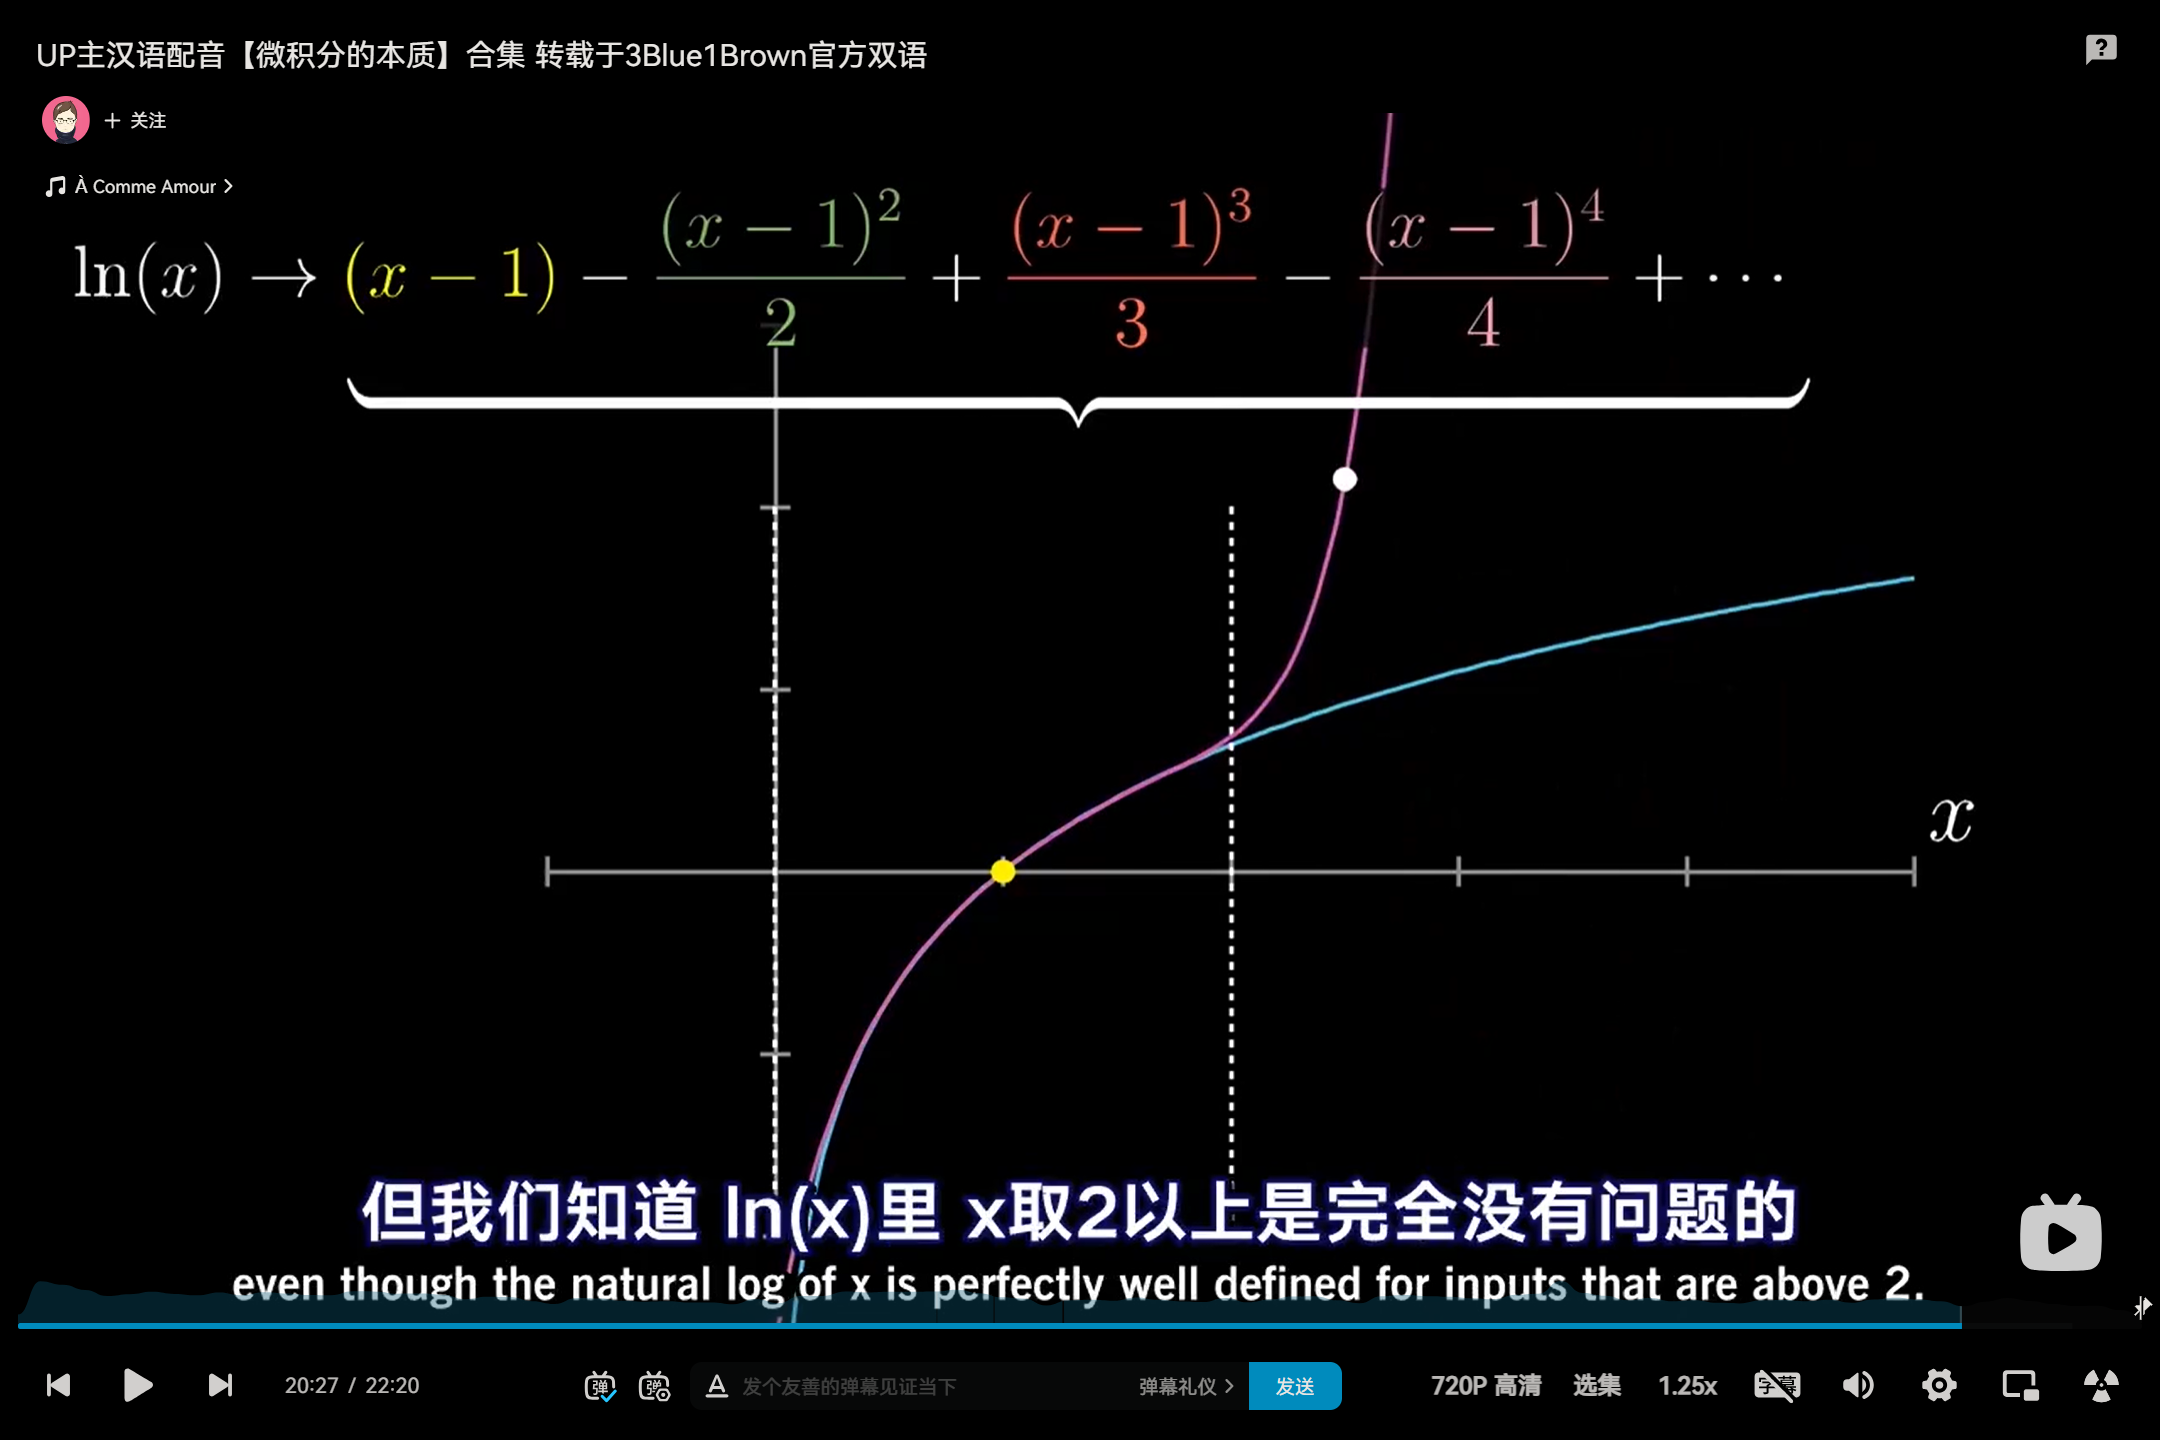 UP主汉语配音【微积分的本质】合集 转载于3Blue1Brown官方双语
+ 关注
À Comme Amour >
ln(x) → (x − 1) − (x − 1)²/2 + (x − 1)³/3 − (x − 1)⁴/4 + ···
x
但我们知道 ln(x)里 x取2以上是完全没有问题的
even though the natural log of x is perfectly well defined for inputs that are above 2.
20:27 / 22:20
弹
弹
A
发个友善的弹幕见证当下
弹幕礼仪 >
发送
720P 高清
选集
1.25x
字幕